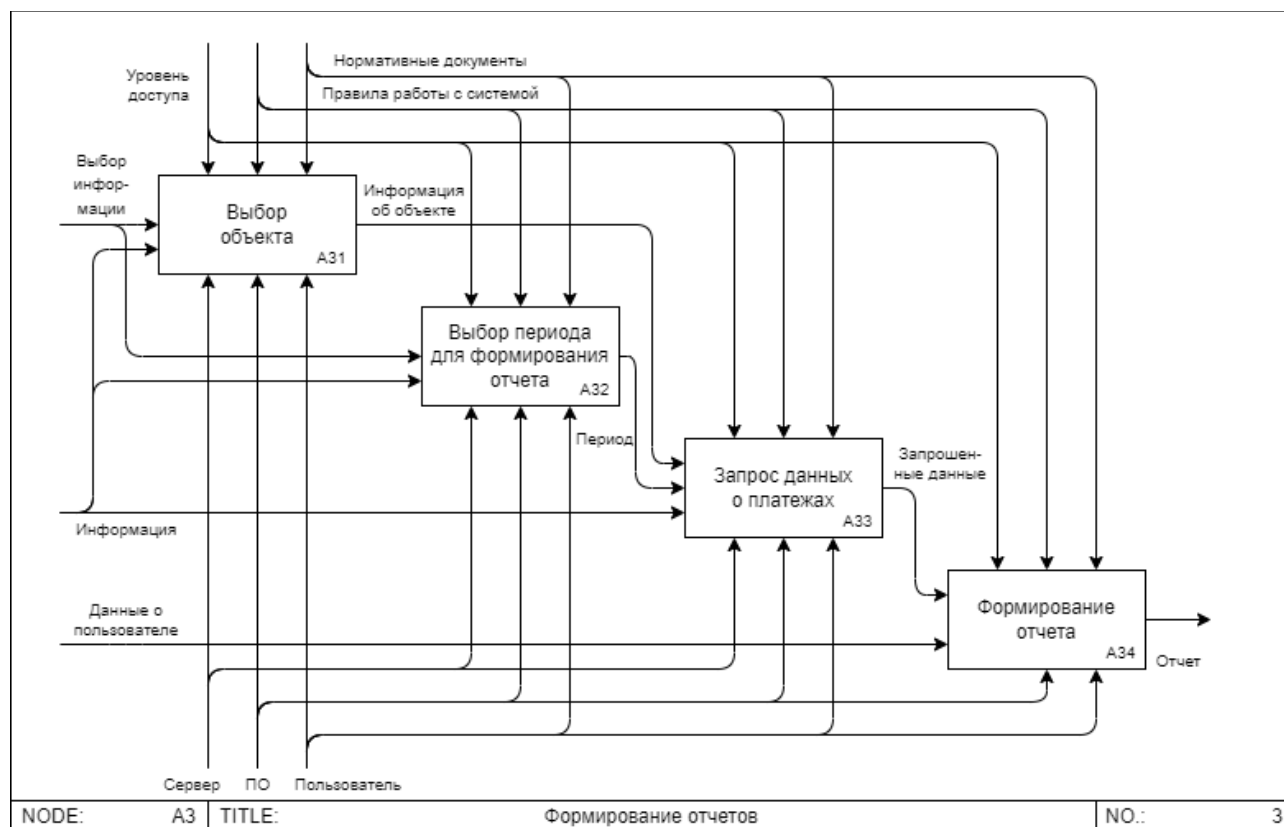 Нормативные документы
Уровень
доступа
Правила работы с системой
Выбор
инфор-
мации
Выбор
объекта
A31
Информация
об объекте
Выбор периода
для формирования
отчета
A32
Период
Запрос данных
о платежах
A33
Запрошен-
ные данные
Информация
Данные о
пользователе
Формирование
отчета
A34
Отчет
Сервер
ПО
Пользователь
NODE: A3 TITLE: Формирование отчетов NO.: 3